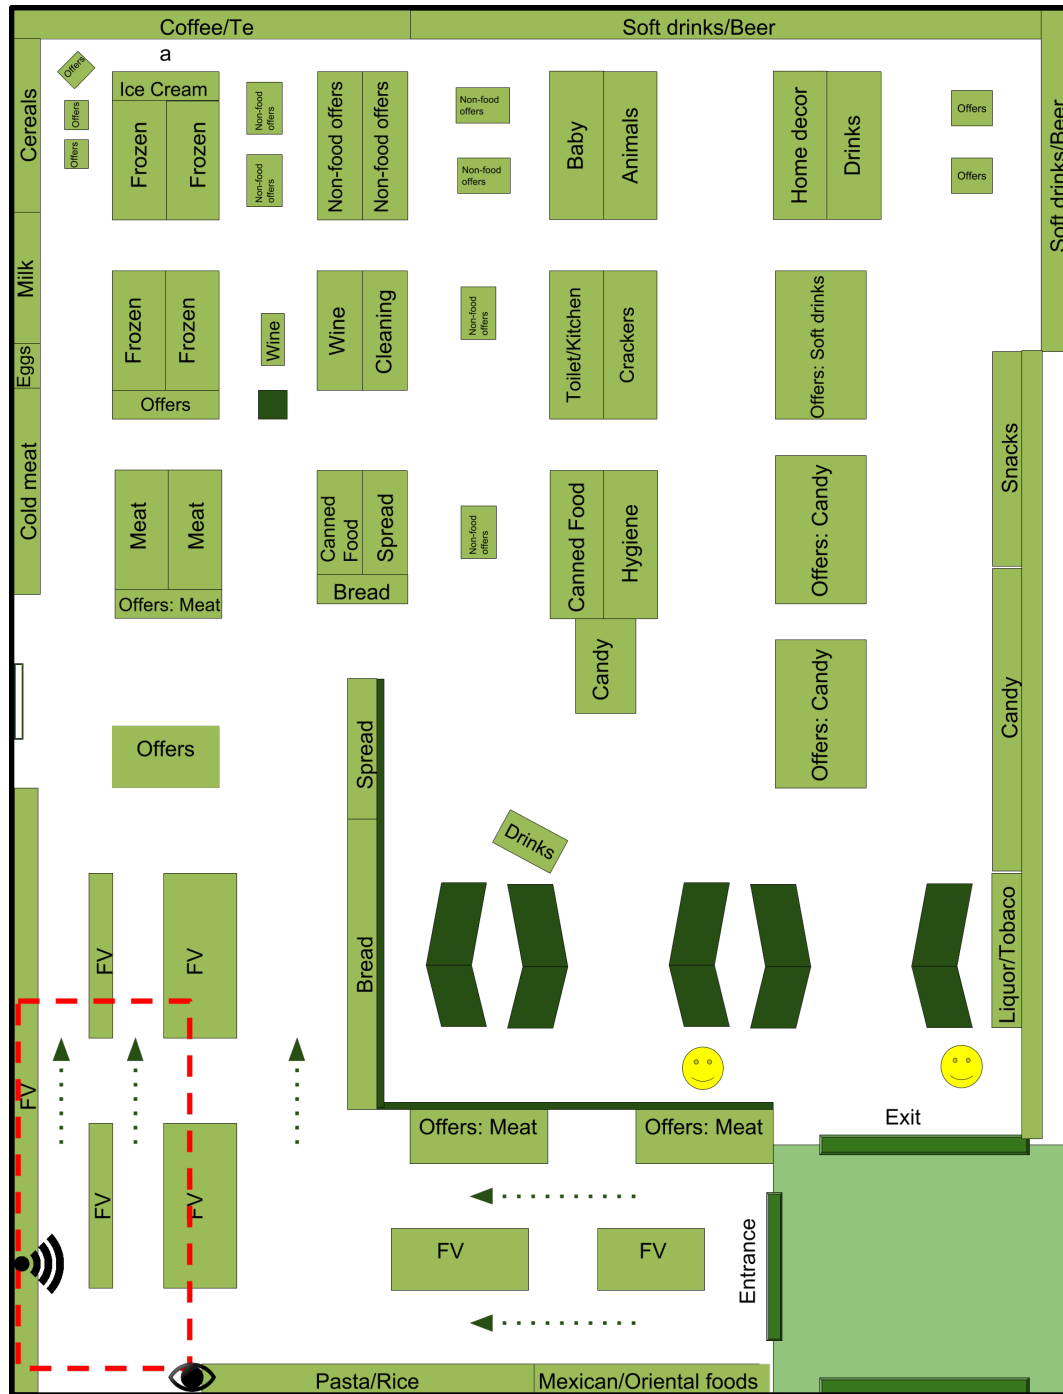 Coffee/Te
Soft drinks/Beer
a
Cereals
Offers
Offers
Offers
Ice Cream
Frozen
Frozen
Non-food
offers
Non-food
offers
Non-food offers
Non-food offers
Non-food
offers
Non-food
offers
Baby
Animals
Home decor
Drinks
Offers
Offers
Soft drinks/Beer
Milk
Eggs
Frozen
Frozen
Offers
Wine
Wine
Cleaning
Non-food
offers
Toilet/Kitchen
Crackers
Offers: Soft drinks
Snacks
Cold meat
Meat
Meat
Offers: Meat
Canned
Food
Spread
Bread
Non-food
offers
Canned Food
Hygiene
Candy
Offers: Candy
Offers: Candy
Candy
Offers
Spread
Bread
Drinks
Liquor/Tobaco
FV
FV
FV
FV
FV
Offers: Meat
Offers: Meat
Exit
FV
FV
Entrance
Pasta/Rice
Mexican/Oriental foods